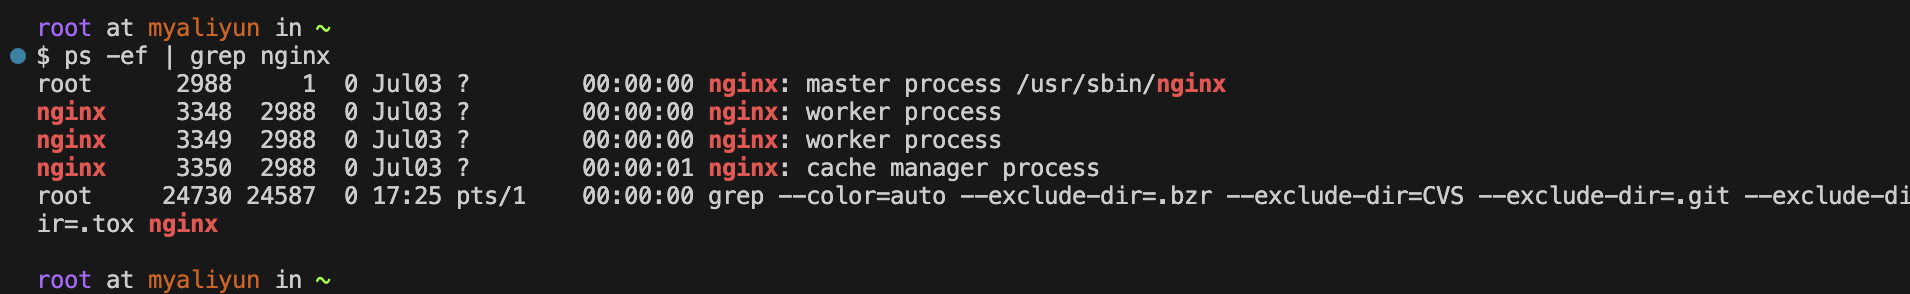 root at myaliyun in ~
$ ps -ef | grep nginx
root      2988     1  0 Jul03 ?        00:00:00 nginx: master process /usr/sbin/nginx
nginx     3348  2988  0 Jul03 ?        00:00:00 nginx: worker process
nginx     3349  2988  0 Jul03 ?        00:00:00 nginx: worker process
nginx     3350  2988  0 Jul03 ?        00:00:01 nginx: cache manager process
root     24730 24587  0 17:25 pts/1    00:00:00 grep --color=auto --exclude-dir=.bzr --exclude-dir=CVS --exclude-dir=.git --exclude-di
ir=.tox nginx
root at myaliyun in ~